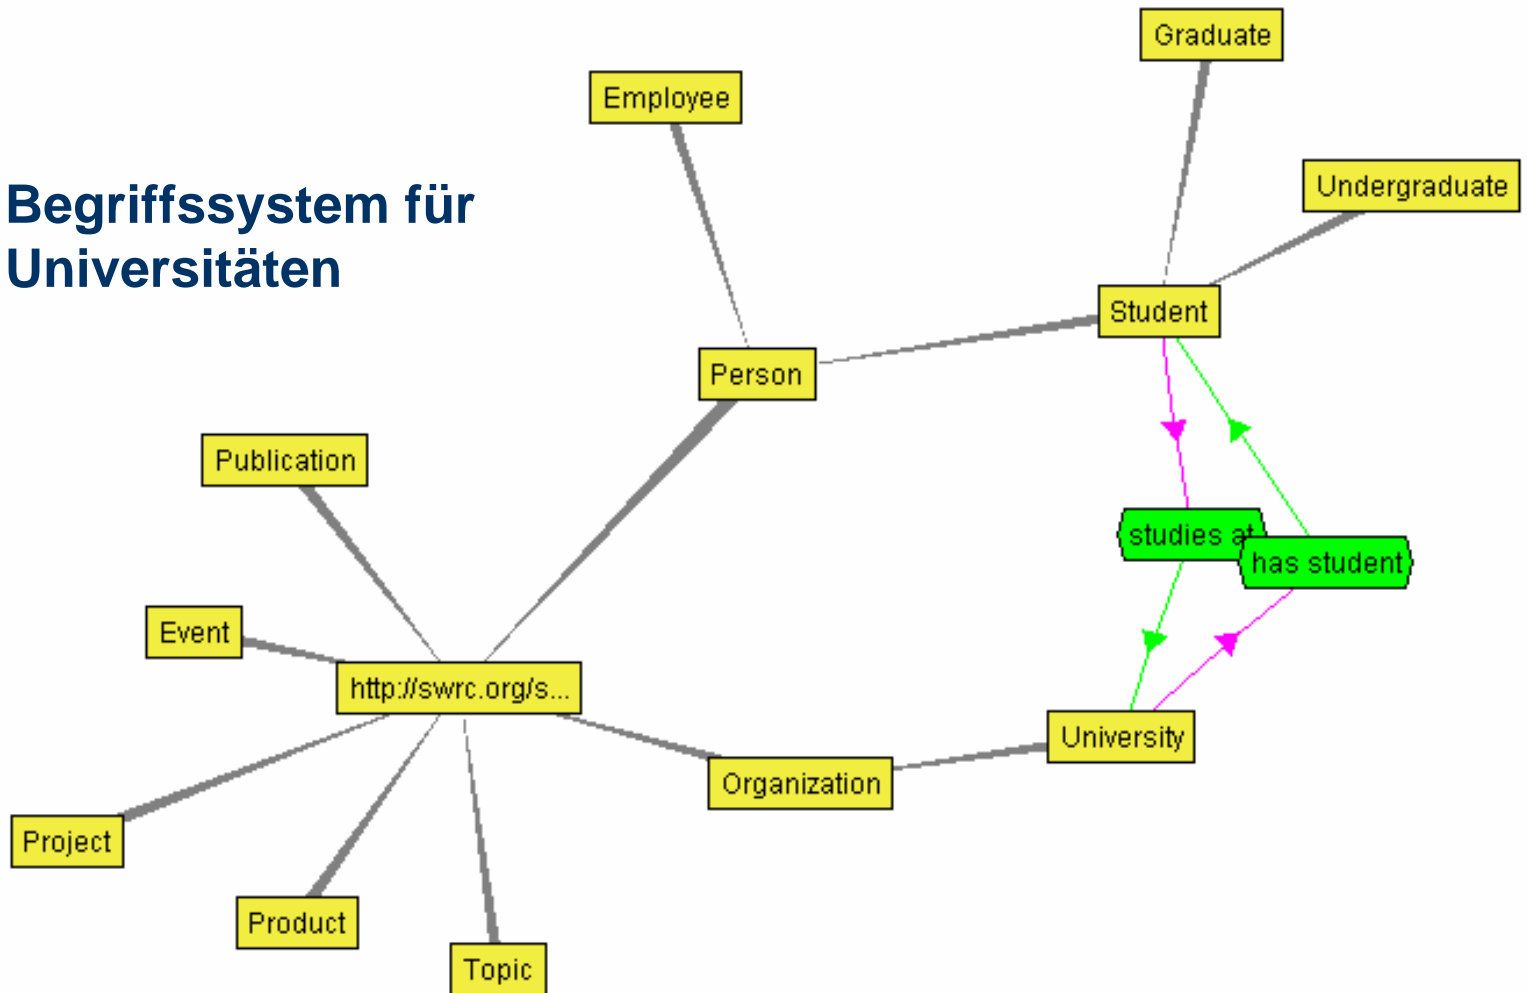 Graduate
Employee
Undergraduate
Begriffssystem für
Universitäten
Student
Person
Publication
studies at
has student
Event
http://swrc.org/s...
University
Organization
Project
Product
Topic